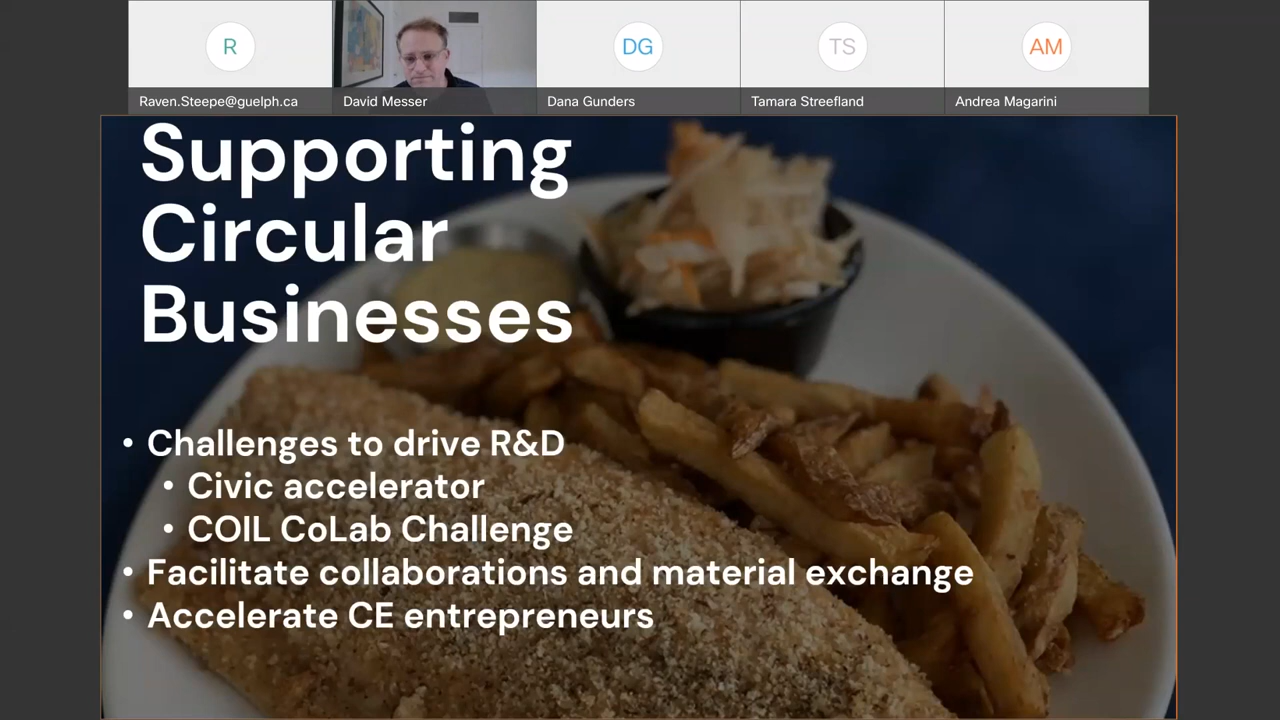 R
DG
TS
AM
Raven.Steepe@guelph.ca
David Messer
Dana Gunders
Tamara Streefland
Andrea Magarini
Supporting
Circular
Businesses
• Challenges to drive R&D
• Civic accelerator
• COIL CoLab Challenge
• Facilitate collaborations and material exchange
• Accelerate CE entrepreneurs